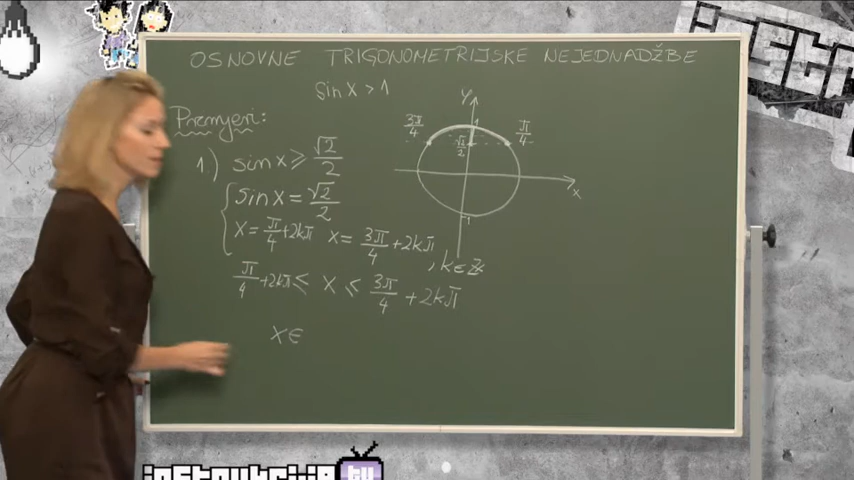 OSNOVNE TRIGONOMETRIJSKE NEJEDNADŽBE
sin x > 1
Primjeri:
1) sin x ⩾ √2/2
sin x = √2/2
x = π/4 + 2kπ x = 3π/4 + 2kπ
, k ∈ ℤ
π/4 + 2kπ ⩽ x ⩽ 3π/4 + 2kπ
x ∈
y
1
3π/4
π/4
√2/2
x
-1
instrukcija tv